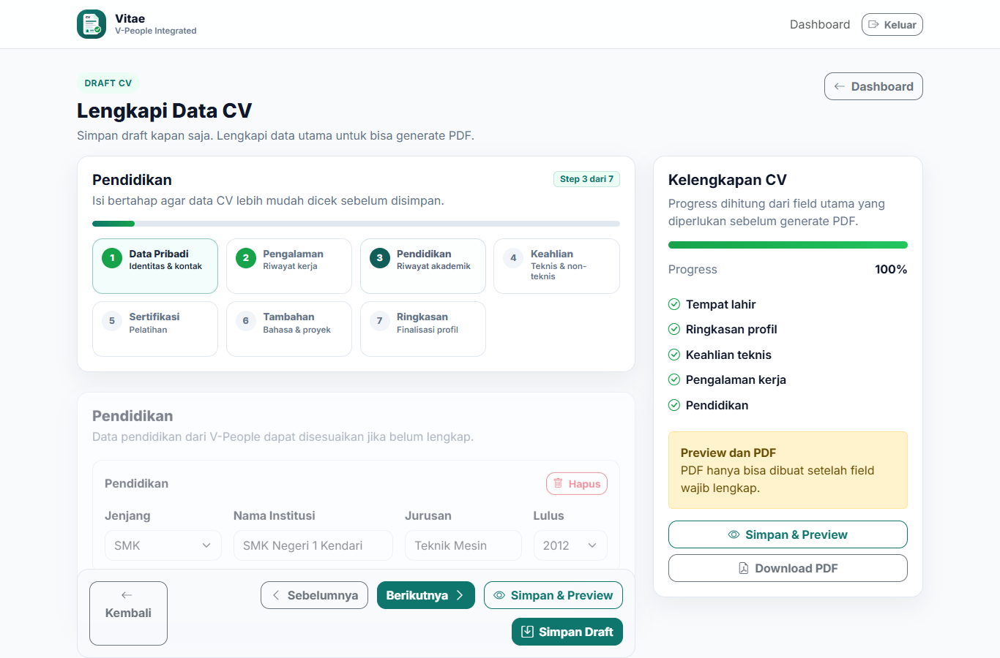 CV
Vitae
V-People Integrated
Dashboard
Keluar
DRAFT CV
Dashboard
Lengkapi Data CV
Simpan draft kapan saja. Lengkapi data utama untuk bisa generate PDF.
Pendidikan
Step 3 dari 7
Isi bertahap agar data CV lebih mudah dicek sebelum disimpan.
1
Data Pribadi
Identitas & kontak
2
Pengalaman
Riwayat kerja
3
Pendidikan
Riwayat akademik
4
Keahlian
Teknis & non-
teknis
5
Sertifikasi
Pelatihan
6
Tambahan
Bahasa & proyek
7
Ringkasan
Finalisasi profil
Pendidikan
Data pendidikan dari V-People dapat disesuaikan jika belum lengkap.
Pendidikan
Hapus
Jenjang
Nama Institusi
Jurusan
Lulus
SMK
SMK Negeri 1 Kendari
Teknik Mesin
2012
Kembali
Sebelumnya
Berikutnya
Simpan & Preview
Simpan Draft
Kelengkapan CV
Progress dihitung dari field utama yang
diperlukan sebelum generate PDF.
Progress
100%
Tempat lahir
Ringkasan profil
Keahlian teknis
Pengalaman kerja
Pendidikan
Preview dan PDF
PDF hanya bisa dibuat setelah field
wajib lengkap.
Simpan & Preview
Download PDF